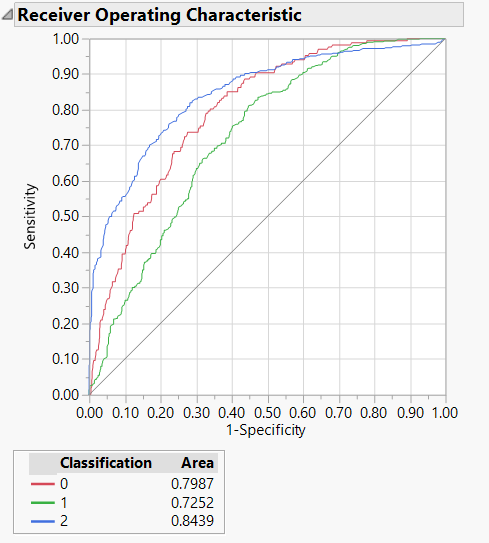 Receiver Operating Characteristic
1.00
0.90
0.80
0.70
0.60
0.50
0.40
0.30
0.20
0.10
0.00
Sensitivity
0.00 0.10 0.20 0.30 0.40 0.50 0.60 0.70 0.80 0.90 1.00
1-Specificity
Classification Area
0 0.7987
1 0.7252
2 0.8439